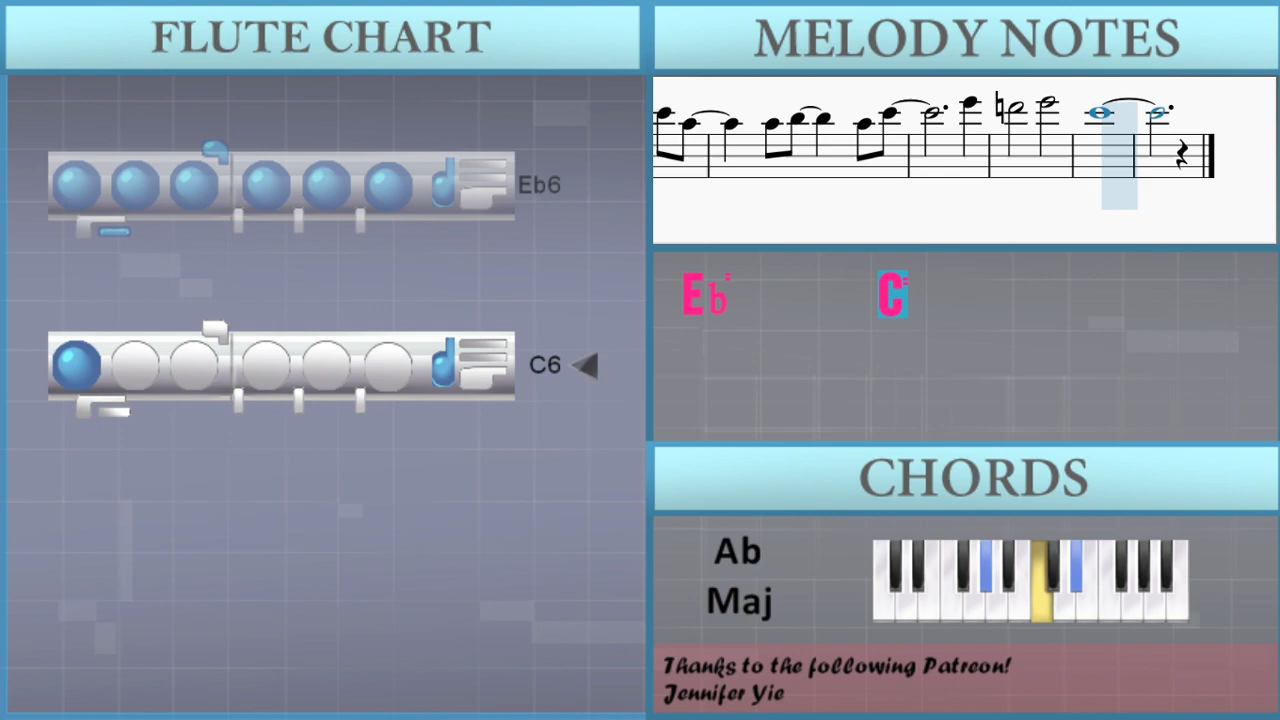 FLUTE CHART
MELODY NOTES
Eb6
C6
Eb
C
CHORDS
Ab
Maj
Thanks to the following Patreon!
Jennifer Yie